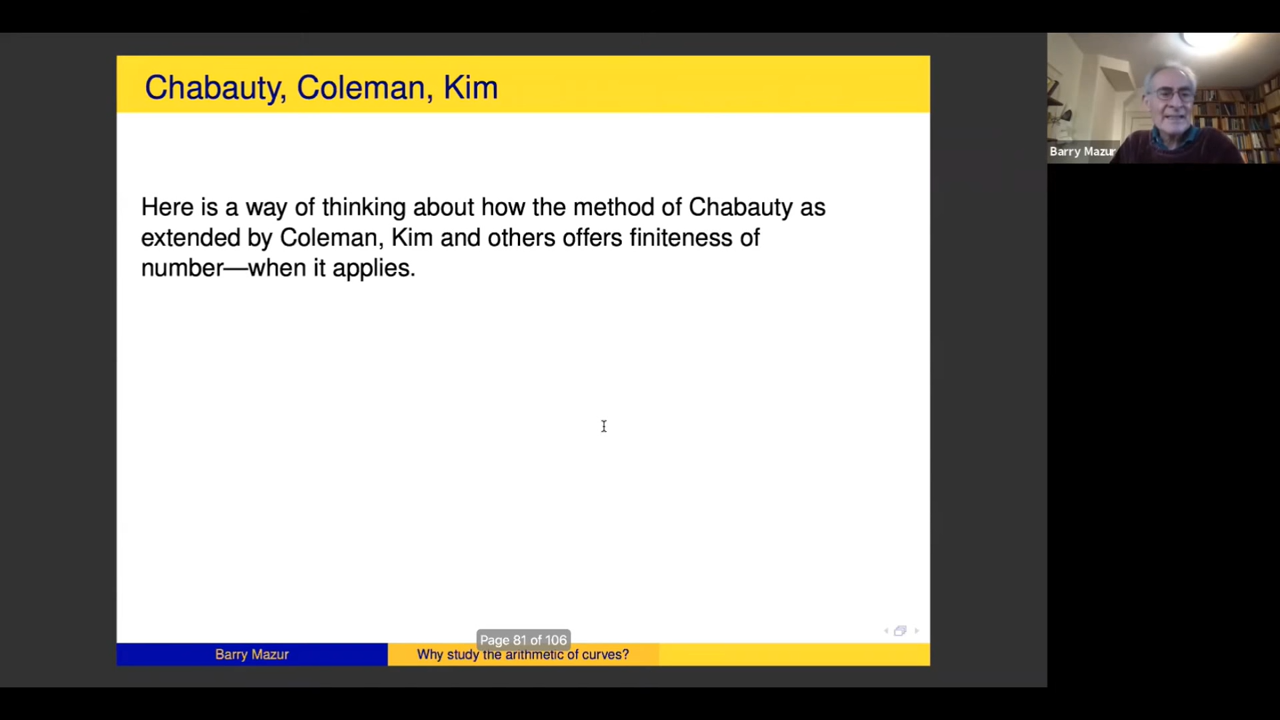 Chabauty, Coleman, Kim
Here is a way of thinking about how the method of Chabauty as
extended by Coleman, Kim and others offers finiteness of
number—when it applies.
Barry Mazur
Page 81 of 106
Barry Mazur
Why study the arithmetic of curves?